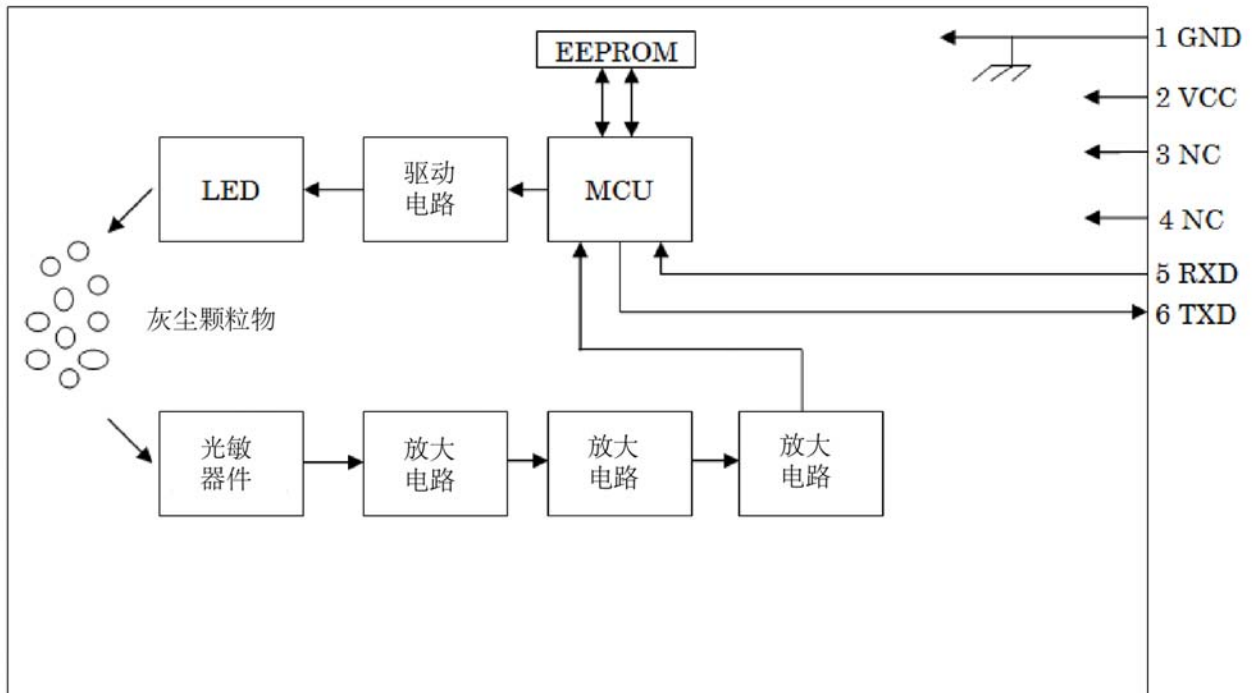 EEPROM
1 GND
2 VCC
3 NC
4 NC
5 RXD
6 TXD
LED
驱动
电路
MCU
灰尘颗粒物
光敏
器件
放大
电路
放大
电路
放大
电路